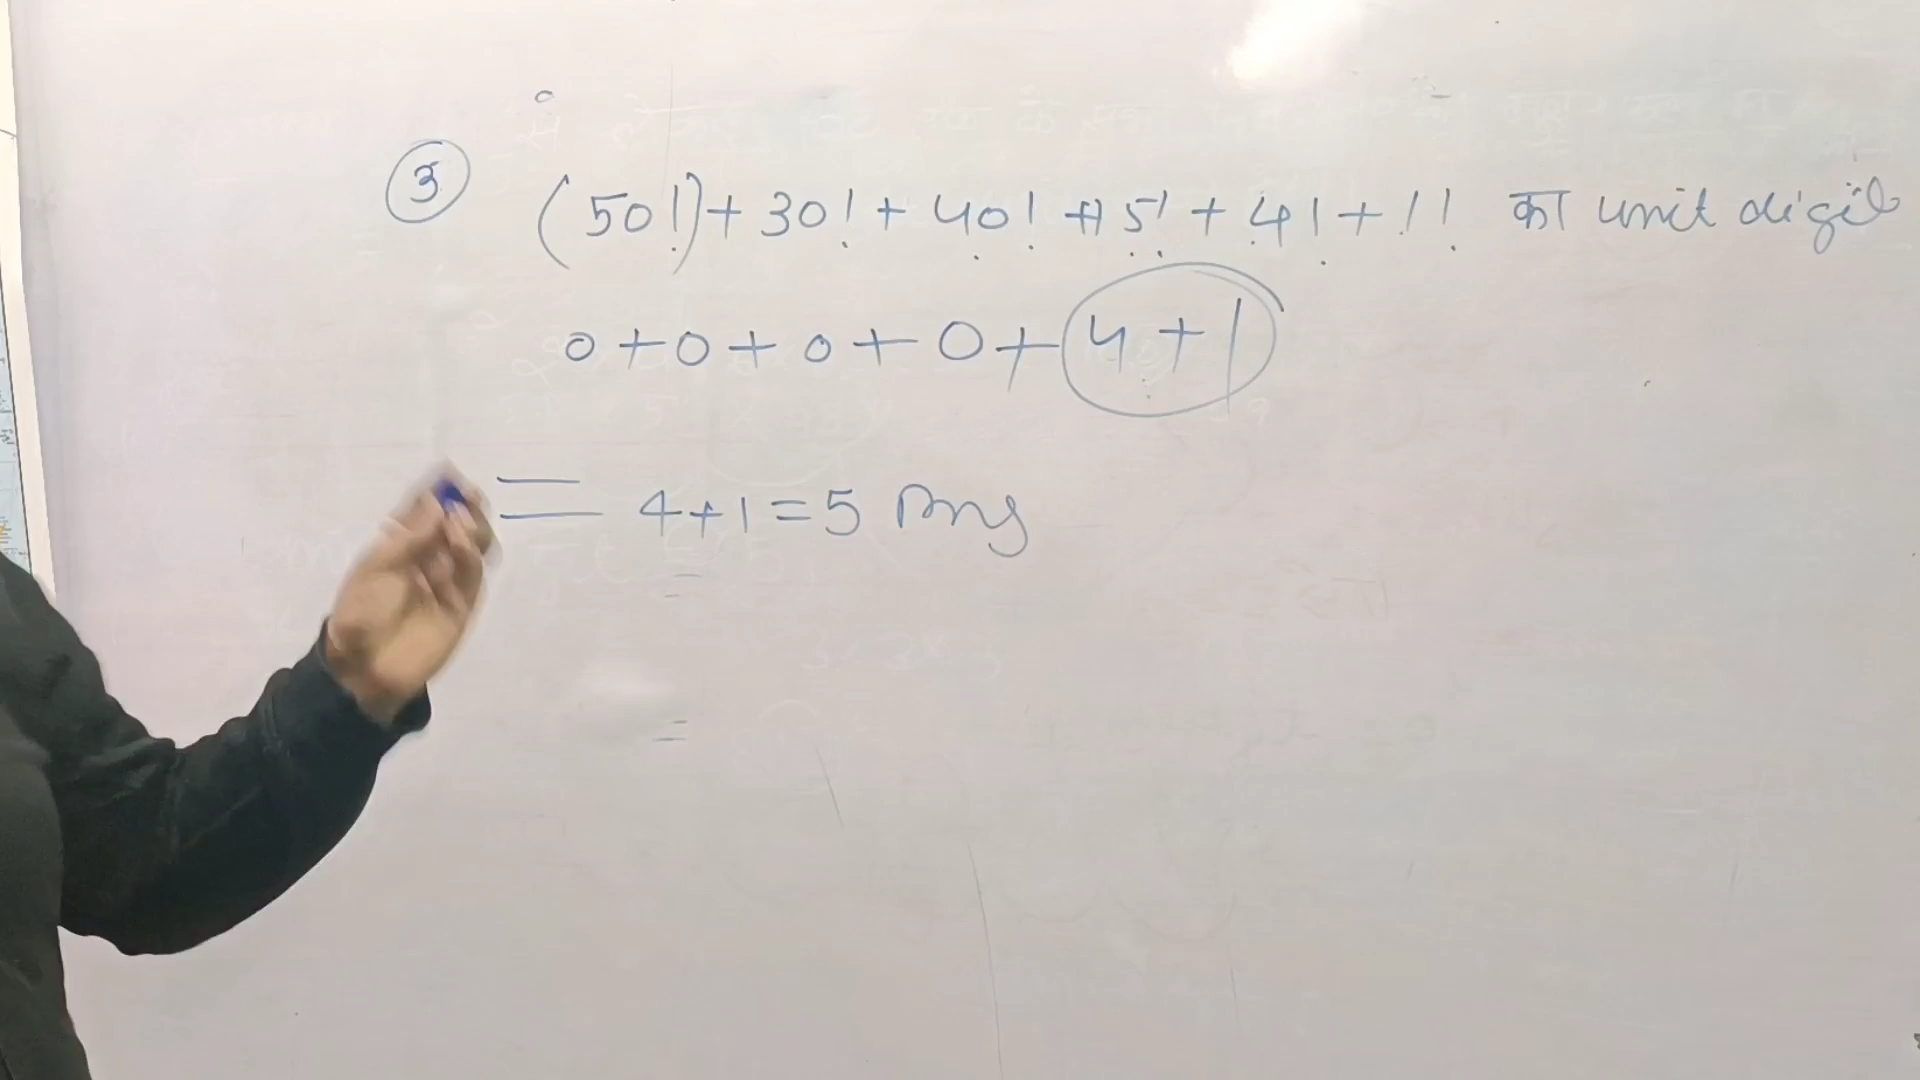 ③ (50!) + 30! + 40! + 5! + 4! + 1! का unit digit
0 + 0 + 0 + 0 + 4 + 1
= 4 + 1 = 5 Ans